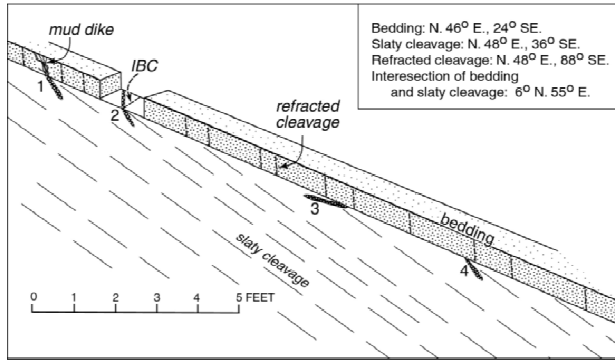 mud dike
IBC
1
2
refracted
cleavage
3
bedding
4
slaty cleavage
0 1 2 3 4 5 FEET
Bedding: N. 46° E., 24° SE.
Slaty cleavage: N. 48° E., 36° SE.
Refracted cleavage: N. 48° E., 88° SE.
Interesection of bedding
and slaty cleavage: 6° N. 55° E.